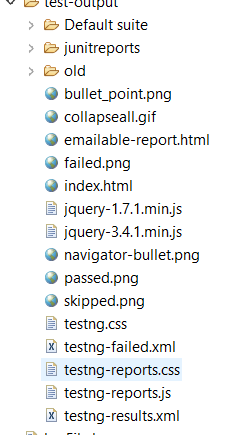 test-output
Default suite
junitreports
old
bullet_point.png
collapseall.gif
emailable-report.html
failed.png
index.html
jquery-1.7.1.min.js
jquery-3.4.1.min.js
navigator-bullet.png
passed.png
skipped.png
testng.css
testng-failed.xml
testng-reports.css
testng-reports.js
testng-results.xml